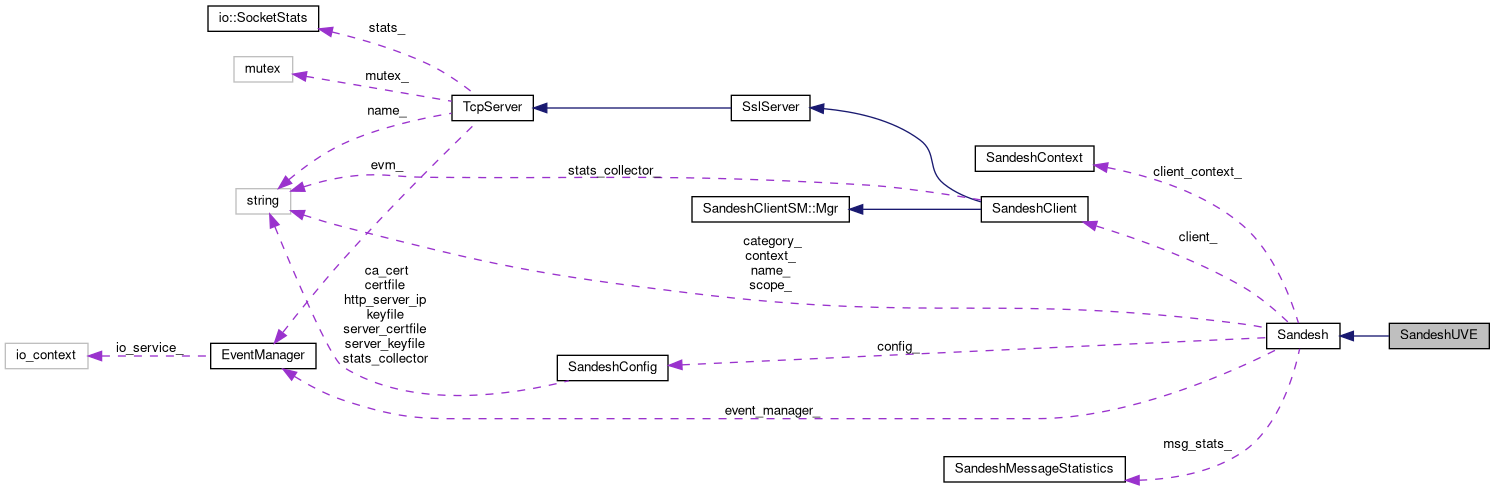 io::SocketStats
stats_
mutex
mutex_
TcpServer
SslServer
name_
SandeshContext
evm_
stats_collector_
client_context_
string
SandeshClientSM::Mgr
SandeshClient
category_
context_
name_
scope_
client_
ca_cert
certfile
http_server_ip
keyfile
server_certfile
server_keyfile
stats_collector
Sandesh
SandeshUVE
io_context
io_service_
EventManager
SandeshConfig
config_
event_manager_
msg_stats_
SandeshMessageStatistics